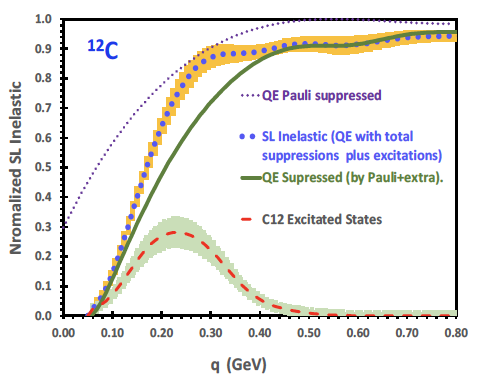 1.0
0.9
0.8
0.7
0.6
0.5
0.4
0.3
0.2
0.1
0.0
Nromalized SL Inelastic
¹²C
QE Pauli suppressed
SL Inelastic (QE with total
suppressions plus excitations)
QE Supressed (by Pauli+extra).
C12 Excitated States
0.00 0.10 0.20 0.30 0.40 0.50 0.60 0.70 0.80
q (GeV)